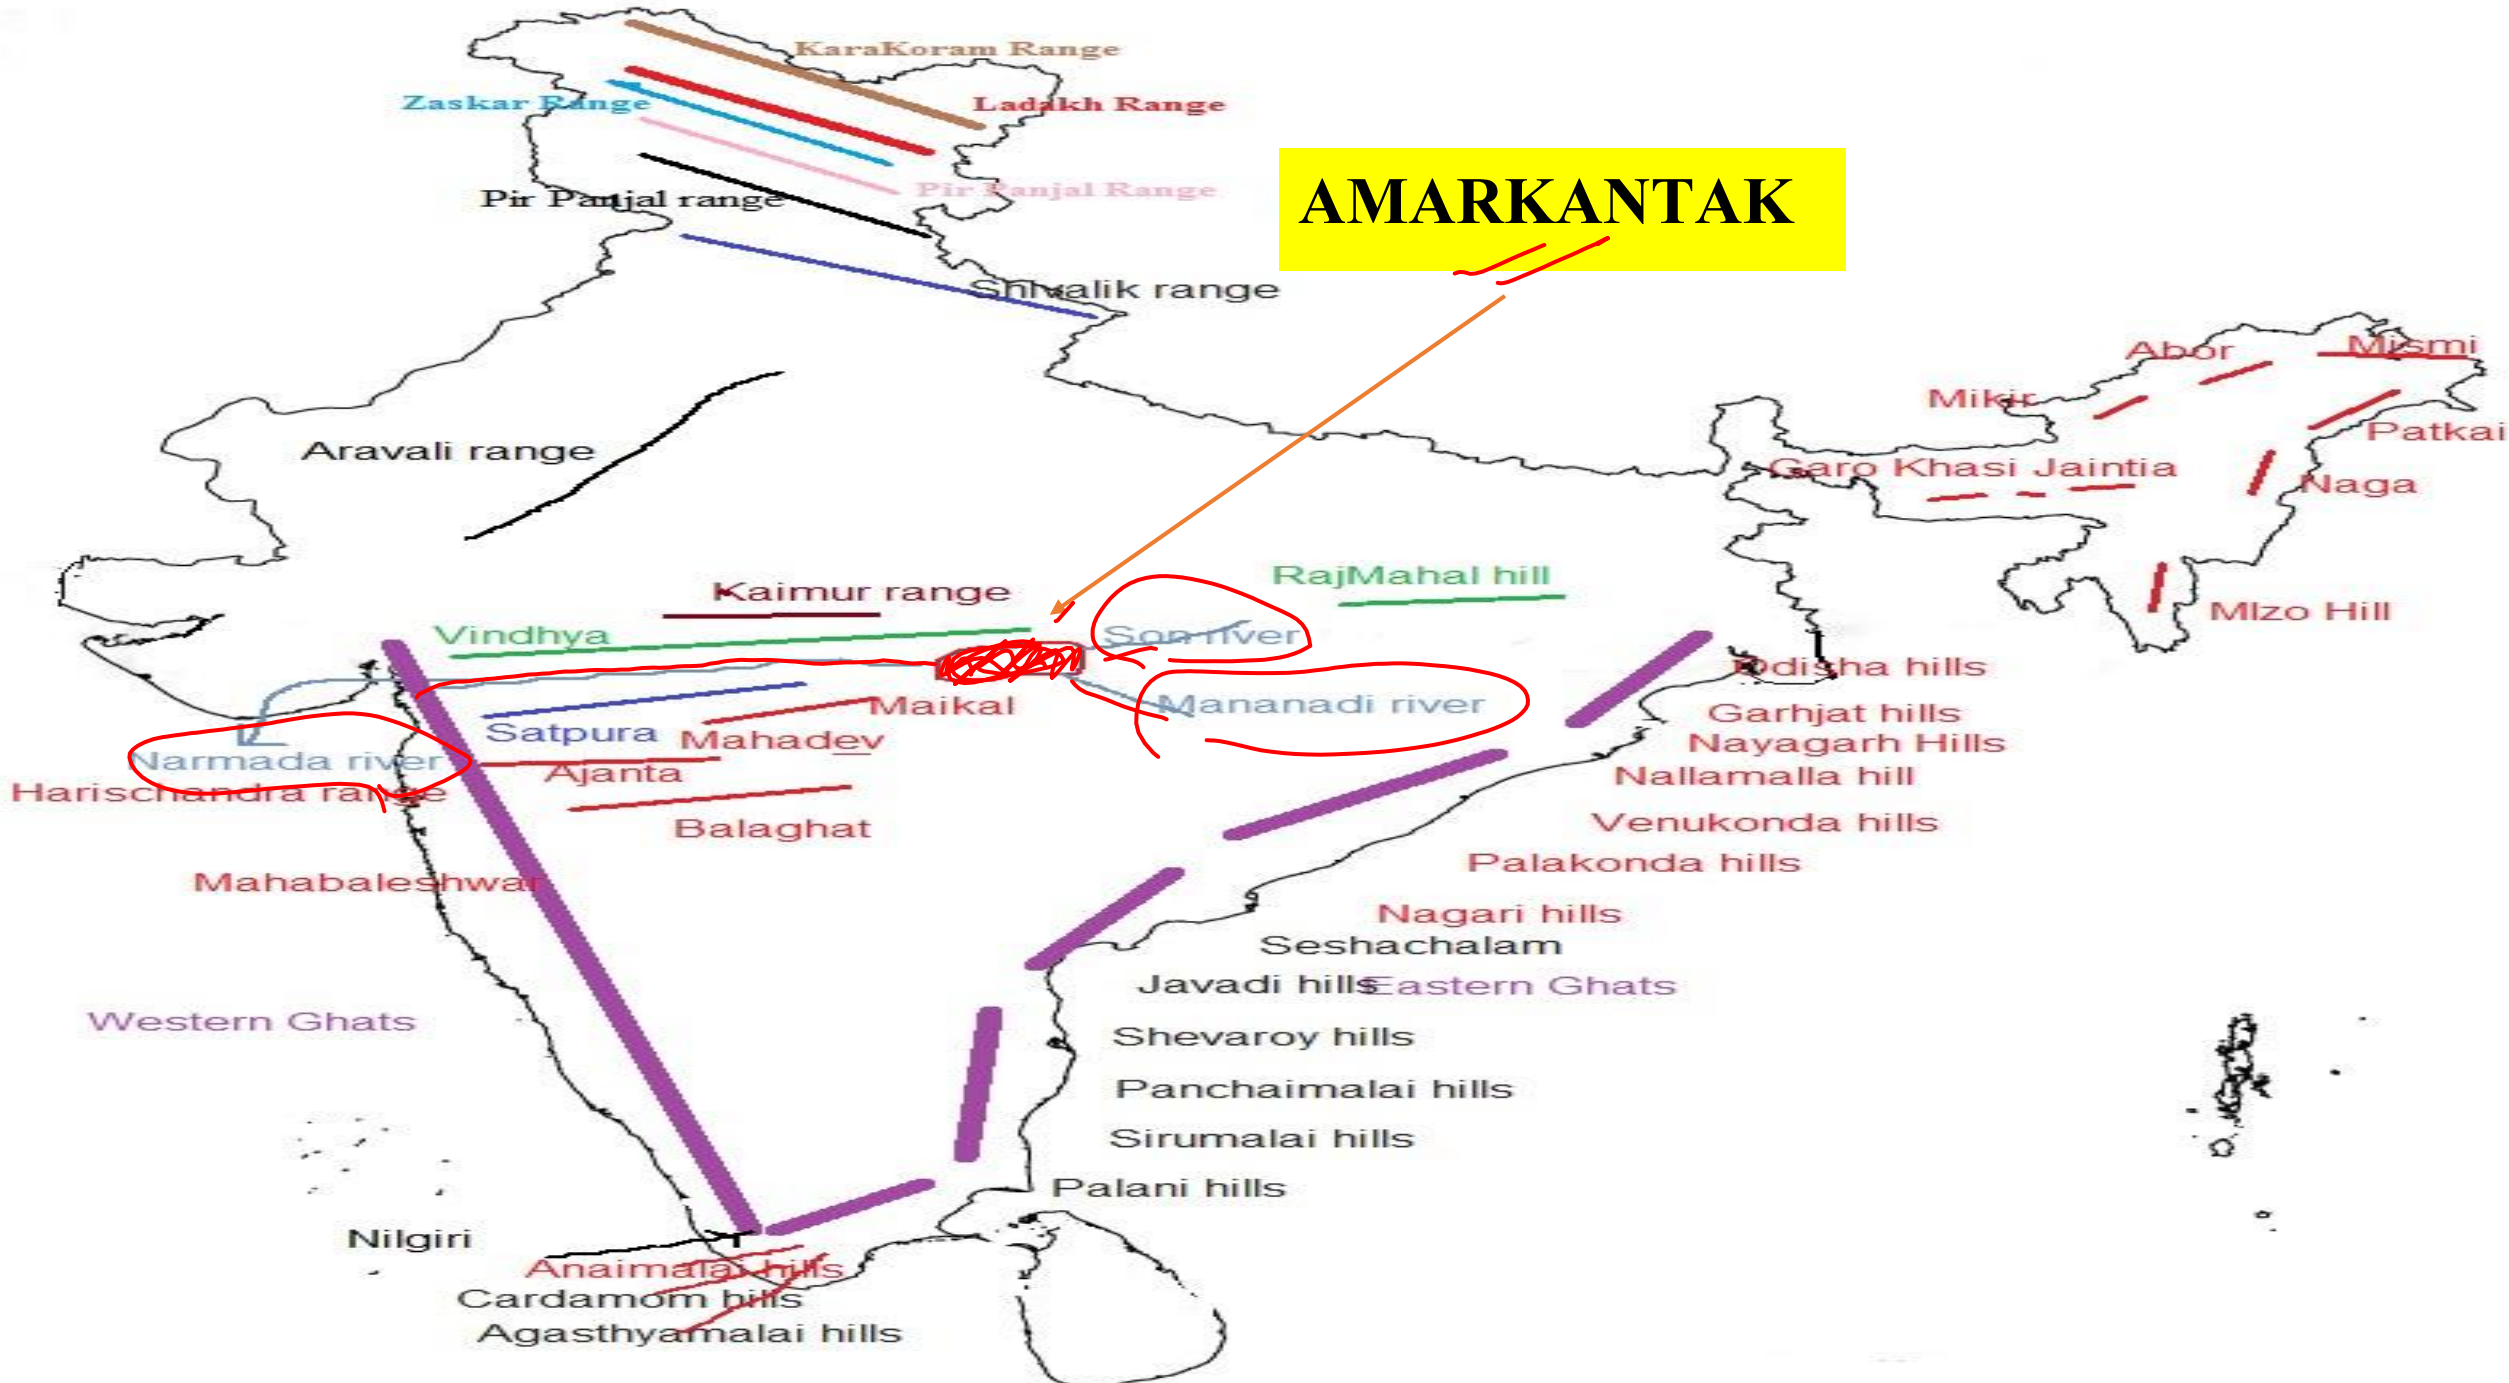 KaraKoram Range
Zaskar Range
Ladakh Range
Pir Panjal range
Pir Panjal Range
AMARKANTAK
Shivalik range
Abor
Mismi
Mikir
Patkai
Aravali range
Garo Khasi Jaintia
Naga
Kaimur range
RajMahal hill
MIzo Hill
Vindhya
Son river
Odisha hills
Maikal
Mananadi river
Garhjat hills
Satpura
Mahadev
Nayagarh Hills
Narmada river
Ajanta
Nallamalla hill
Harischandra range
Balaghat
Venukonda hills
Palakonda hills
Mahabaleshwar
Nagari hills
Seshachalam
Javadi hills
Eastern Ghats
Western Ghats
Shevaroy hills
Panchaimalai hills
Sirumalai hills
Palani hills
Nilgiri
Anaimalai hills
Cardamom hills
Agasthyamalai hills